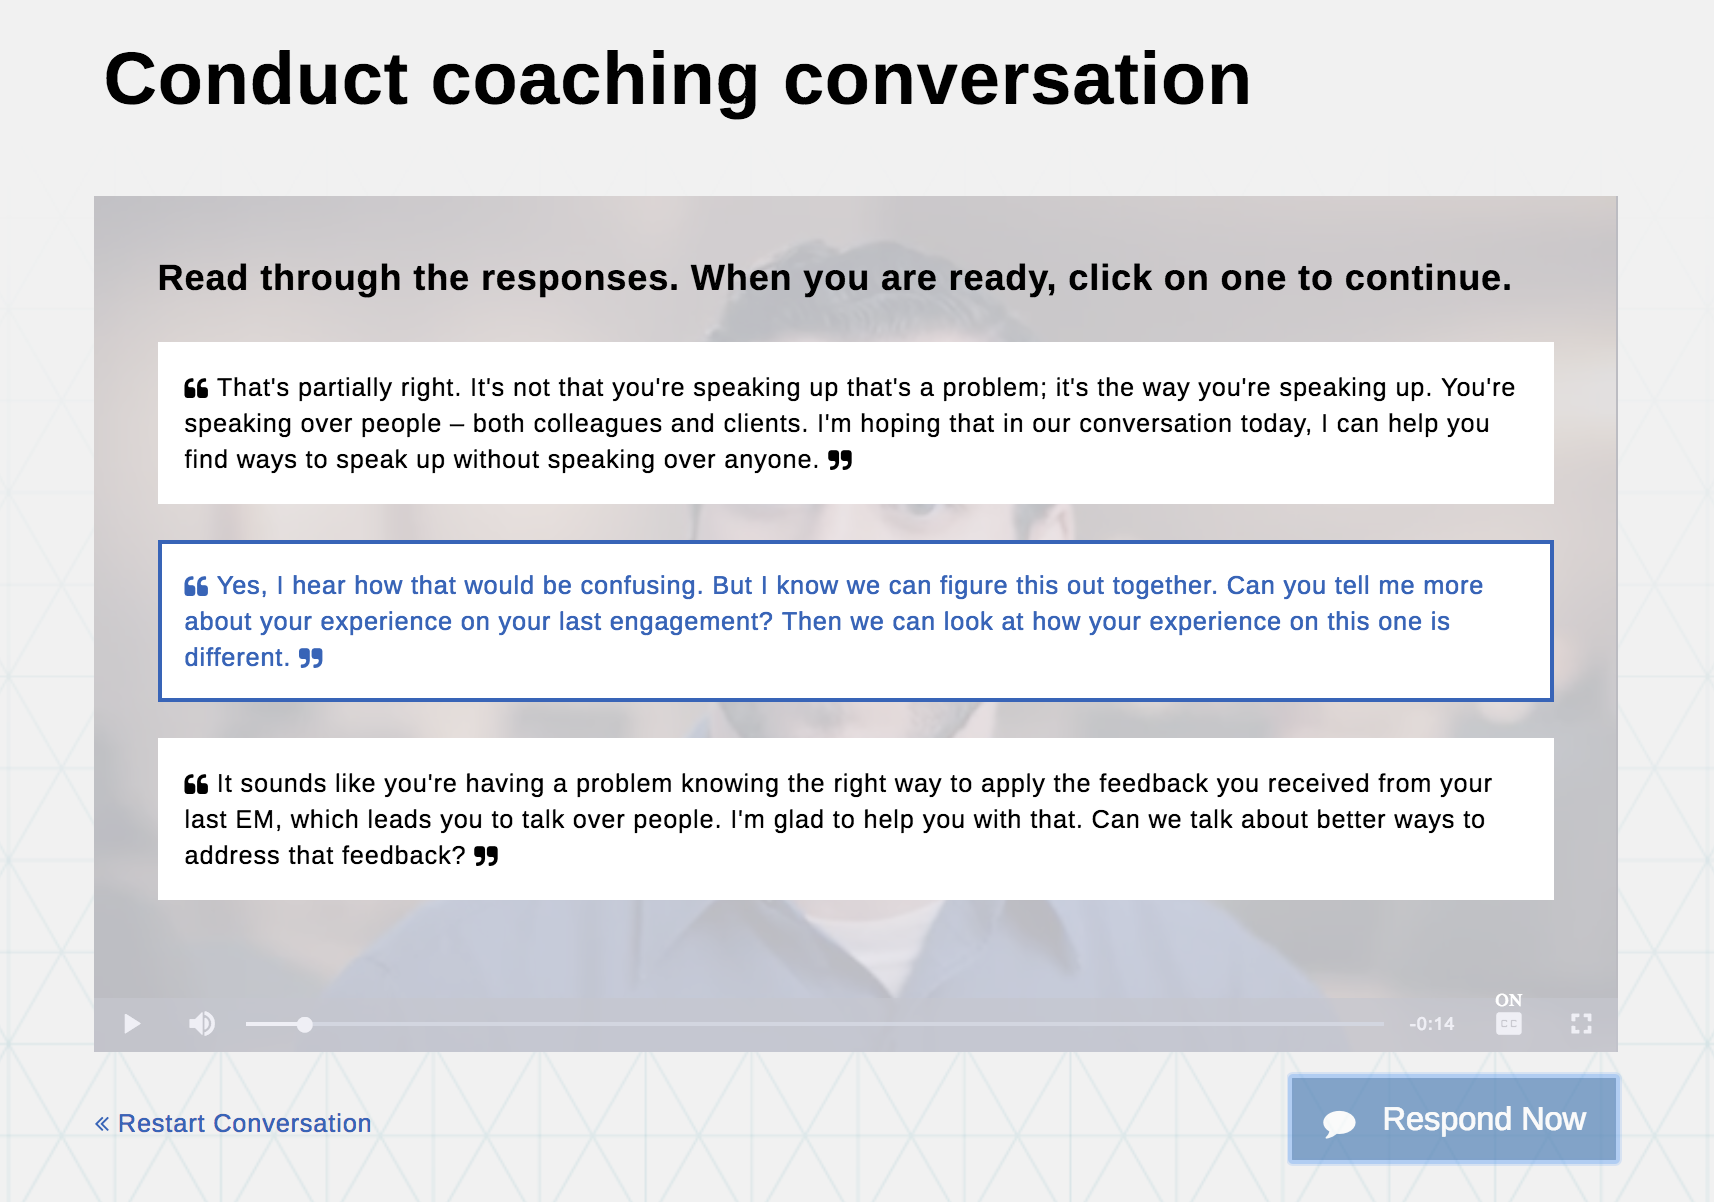 Conduct coaching conversation
Read through the responses. When you are ready, click on one to continue.
❝ That's partially right. It's not that you're speaking up that's a problem; it's the way you're speaking up. You're
speaking over people – both colleagues and clients. I'm hoping that in our conversation today, I can help you
find ways to speak up without speaking over anyone. ❞
❝ Yes, I hear how that would be confusing. But I know we can figure this out together. Can you tell me more
about your experience on your last engagement? Then we can look at how your experience on this one is
different. ❞
❝ It sounds like you're having a problem knowing the right way to apply the feedback you received from your
last EM, which leads you to talk over people. I'm glad to help you with that. Can we talk about better ways to
address that feedback? ❞
ON
-0:14 CC
« Restart Conversation
Respond Now